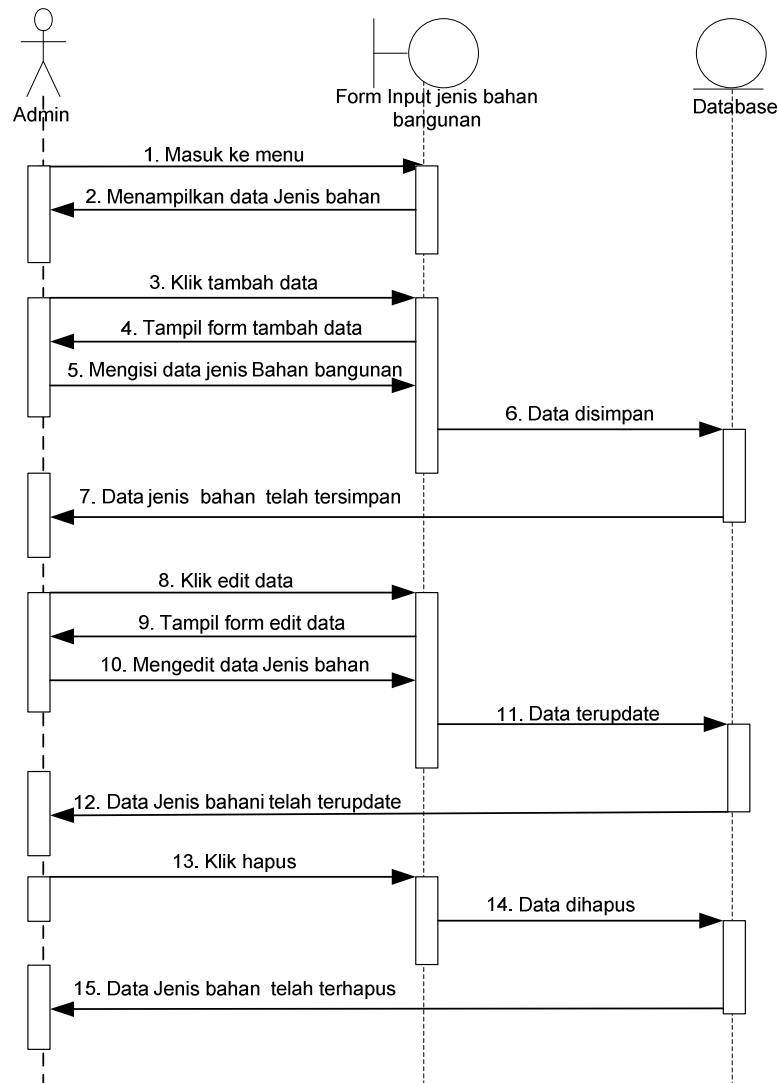 Admin
Form Input jenis bahan
bangunan
Database
1. Masuk ke menu
2. Menampilkan data Jenis bahan
3. Klik tambah data
4. Tampil form tambah data
5. Mengisi data jenis Bahan bangunan
6. Data disimpan
7. Data jenis bahan telah tersimpan
8. Klik edit data
9. Tampil form edit data
10. Mengedit data Jenis bahan
11. Data terupdate
12. Data Jenis bahani telah terupdate
13. Klik hapus
14. Data dihapus
15. Data Jenis bahan telah terhapus